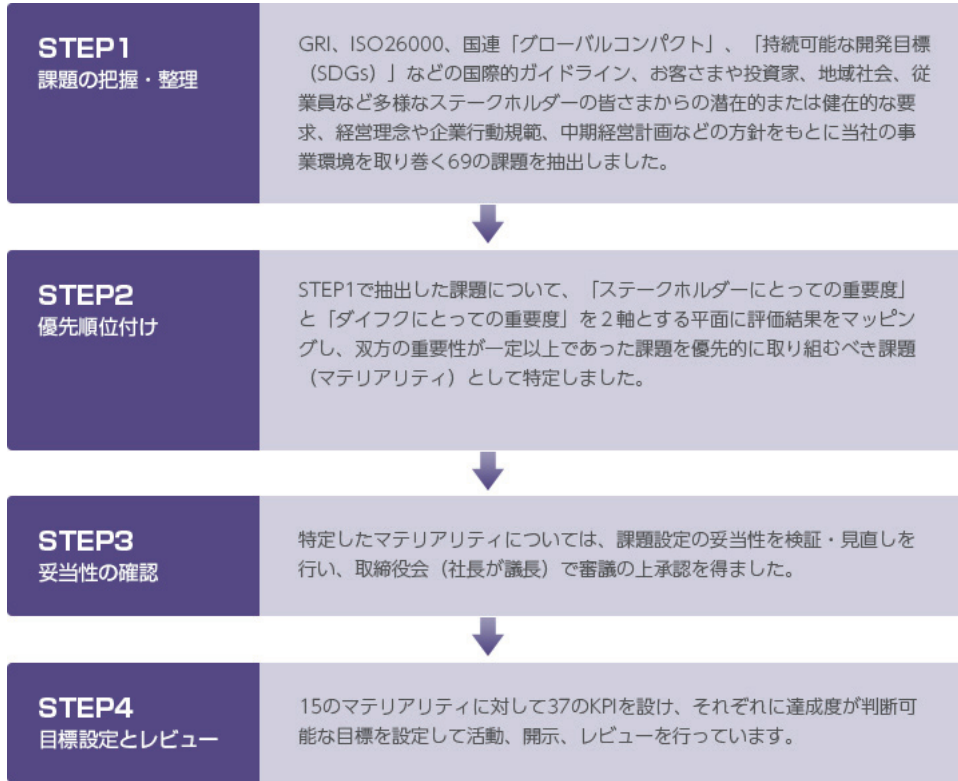 STEP1
課題の把握・整理
GRI、ISO26000、国連「グローバルコンパクト」、「持続可能な開発目標
（SDGs）」などの国際的ガイドライン、お客さまや投資家、地域社会、従
業員など多様なステークホルダーの皆さまからの潜在的または健在的な要
求、経営理念や企業行動規範、中期経営計画などの方針をもとに当社の事
業環境を取り巻く69の課題を抽出しました。
STEP2
優先順位付け
STEP1で抽出した課題について、「ステークホルダーにとっての重要度」
と「ダイフクにとっての重要度」を２軸とする平面に評価結果をマッピン
グし、双方の重要性が一定以上であった課題を優先的に取り組むべき課題
（マテリアリティ）として特定しました。
STEP3
妥当性の確認
特定したマテリアリティについては、課題設定の妥当性を検証・見直しを
行い、取締役会（社長が議長）で審議の上承認を得ました。
STEP4
目標設定とレビュー
15のマテリアリティに対して37のKPIを設け、それぞれに達成度が判断可
能な目標を設定して活動、開示、レビューを行っています。